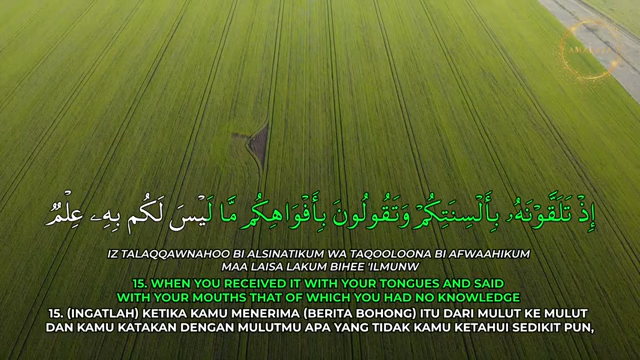 إِذْ تَلَقَّوْنَهُۥ بِأَلْسِنَتِكُمْ وَتَقُولُونَ بِأَفْوَاهِكُم مَّا لَيْسَ لَكُم بِهِۦ عِلْمٌ
IZ TALAQQAWNAHOO BI ALSINATIKUM WA TAQOOLOONA BI AFWAAHIKUM
MAA LAISA LAKUM BIHEE 'ILMUNW
15. WHEN YOU RECEIVED IT WITH YOUR TONGUES AND SAID
WITH YOUR MOUTHS THAT OF WHICH YOU HAD NO KNOWLEDGE
15. (INGATLAH) KETIKA KAMU MENERIMA (BERITA BOHONG) ITU DARI MULUT KE MULUT
DAN KAMU KATAKAN DENGAN MULUTMU APA YANG TIDAK KAMU KETAHUI SEDIKIT PUN,